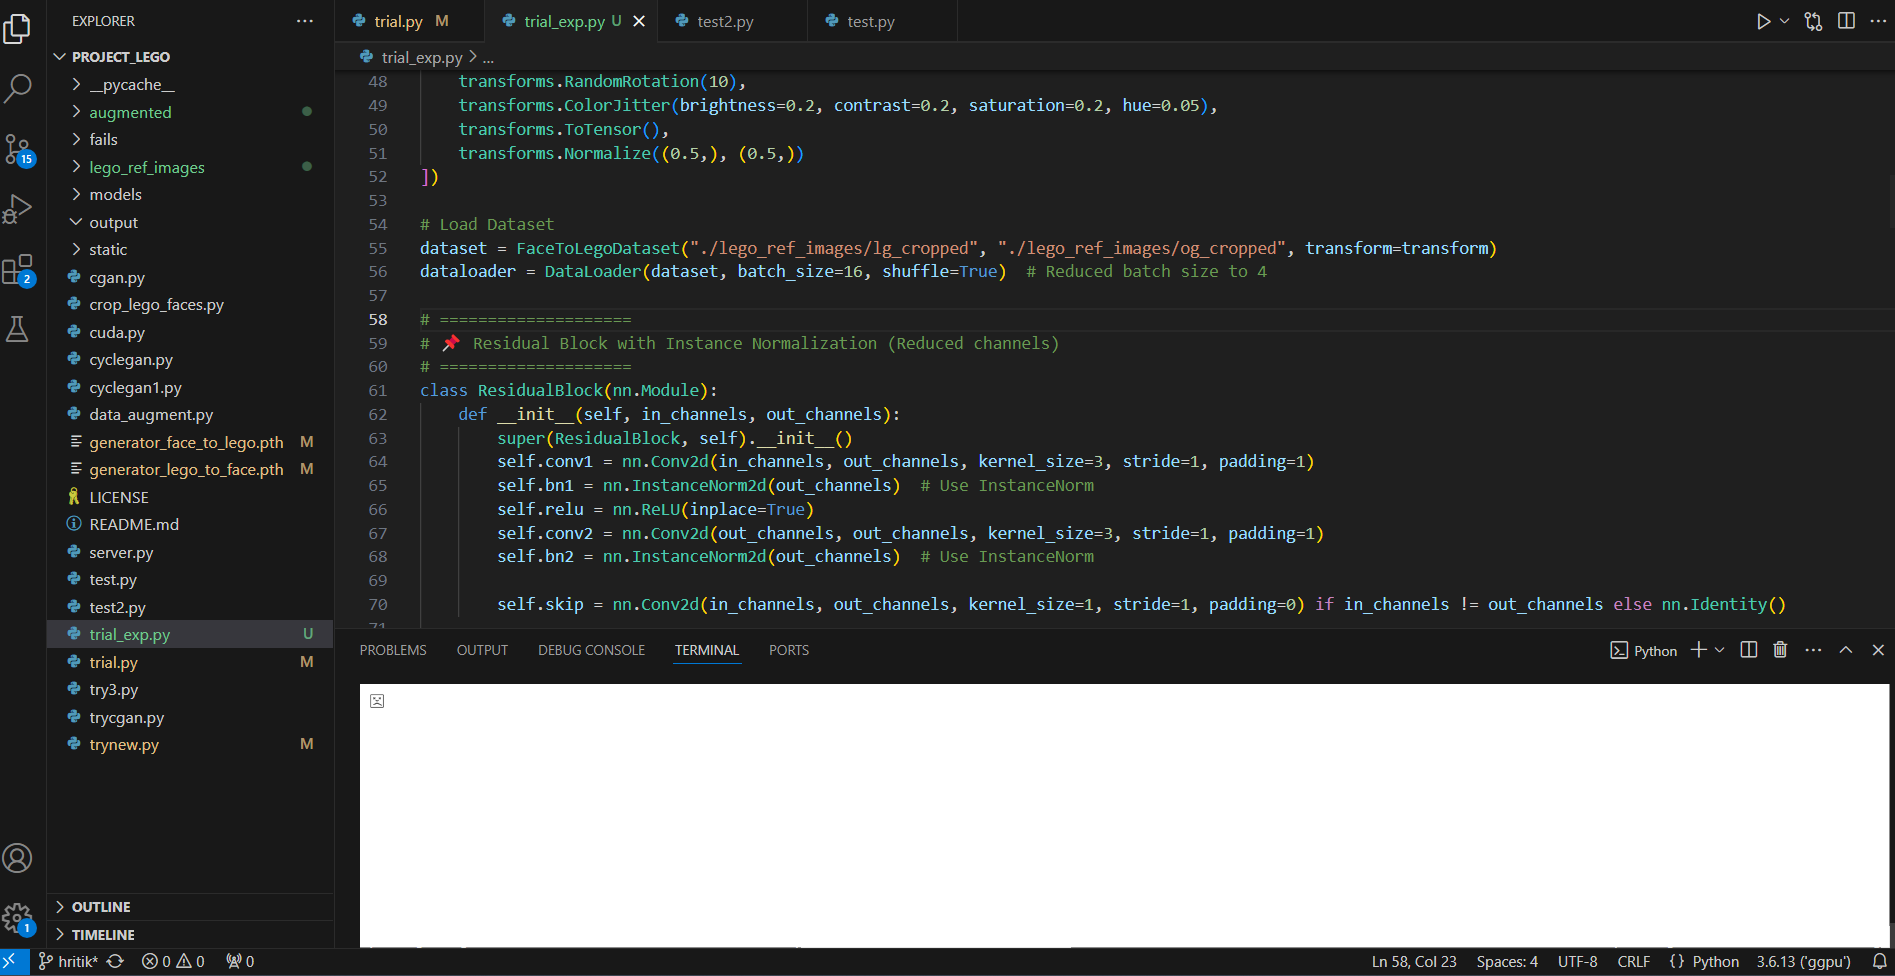 EXPLORER
PROJECT_LEGO
__pycache__
augmented
fails
lego_ref_images
models
output
static
cgan.py
crop_lego_faces.py
cuda.py
cyclegan.py
cyclegan1.py
data_augment.py
generator_face_to_lego.pth M
generator_lego_to_face.pth M
LICENSE
README.md
server.py
test.py
test2.py
trial_exp.py U
trial.py M
try3.py
trycgan.py
trynew.py M
OUTLINE
TIMELINE
15
2
1
trial.py M
trial_exp.py U
test2.py
test.py
trial_exp.py > ...
48 transforms.RandomRotation(10),
49 transforms.ColorJitter(brightness=0.2, contrast=0.2, saturation=0.2, hue=0.05),
50 transforms.ToTensor(),
51 transforms.Normalize((0.5,), (0.5,))
52 ])
53
54 # Load Dataset
55 dataset = FaceToLegoDataset("./lego_ref_images/lg_cropped", "./lego_ref_images/og_cropped", transform=transform)
56 dataloader = DataLoader(dataset, batch_size=16, shuffle=True)  # Reduced batch size to 4
57
58 # ====================
59 # 📌 Residual Block with Instance Normalization (Reduced channels)
60 # ====================
61 class ResidualBlock(nn.Module):
62 def __init__(self, in_channels, out_channels):
63 super(ResidualBlock, self).__init__()
64 self.conv1 = nn.Conv2d(in_channels, out_channels, kernel_size=3, stride=1, padding=1)
65 self.bn1 = nn.InstanceNorm2d(out_channels)  # Use InstanceNorm
66 self.relu = nn.ReLU(inplace=True)
67 self.conv2 = nn.Conv2d(out_channels, out_channels, kernel_size=3, stride=1, padding=1)
68 self.bn2 = nn.InstanceNorm2d(out_channels)  # Use InstanceNorm
69
70 self.skip = nn.Conv2d(in_channels, out_channels, kernel_size=1, stride=1, padding=0) if in_channels != out_channels else nn.Identity()
71
PROBLEMS OUTPUT DEBUG CONSOLE TERMINAL PORTS
Python
hritik* 0 0 0
Ln 58, Col 23 Spaces: 4 UTF-8 CRLF {} Python 3.6.13 ('ggpu')